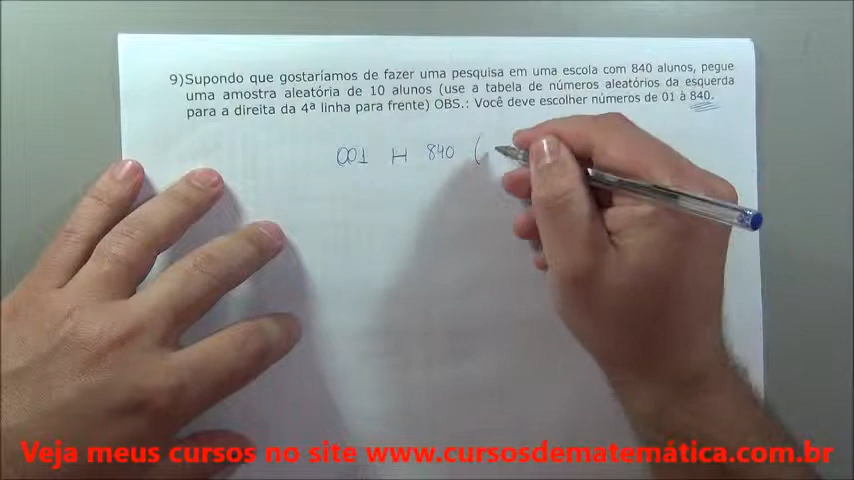 9)Supondo que gostaríamos de fazer uma pesquisa em uma escola com 840 alunos, pegue
uma amostra aleatória de 10 alunos (use a tabela de números aleatórios da esquerda
para a direita da 4ª linha para frente) OBS.: Você deve escolher números de 01 à 840.
001 H 840 (
Veja meus cursos no site www.cursosdematemática.com.br